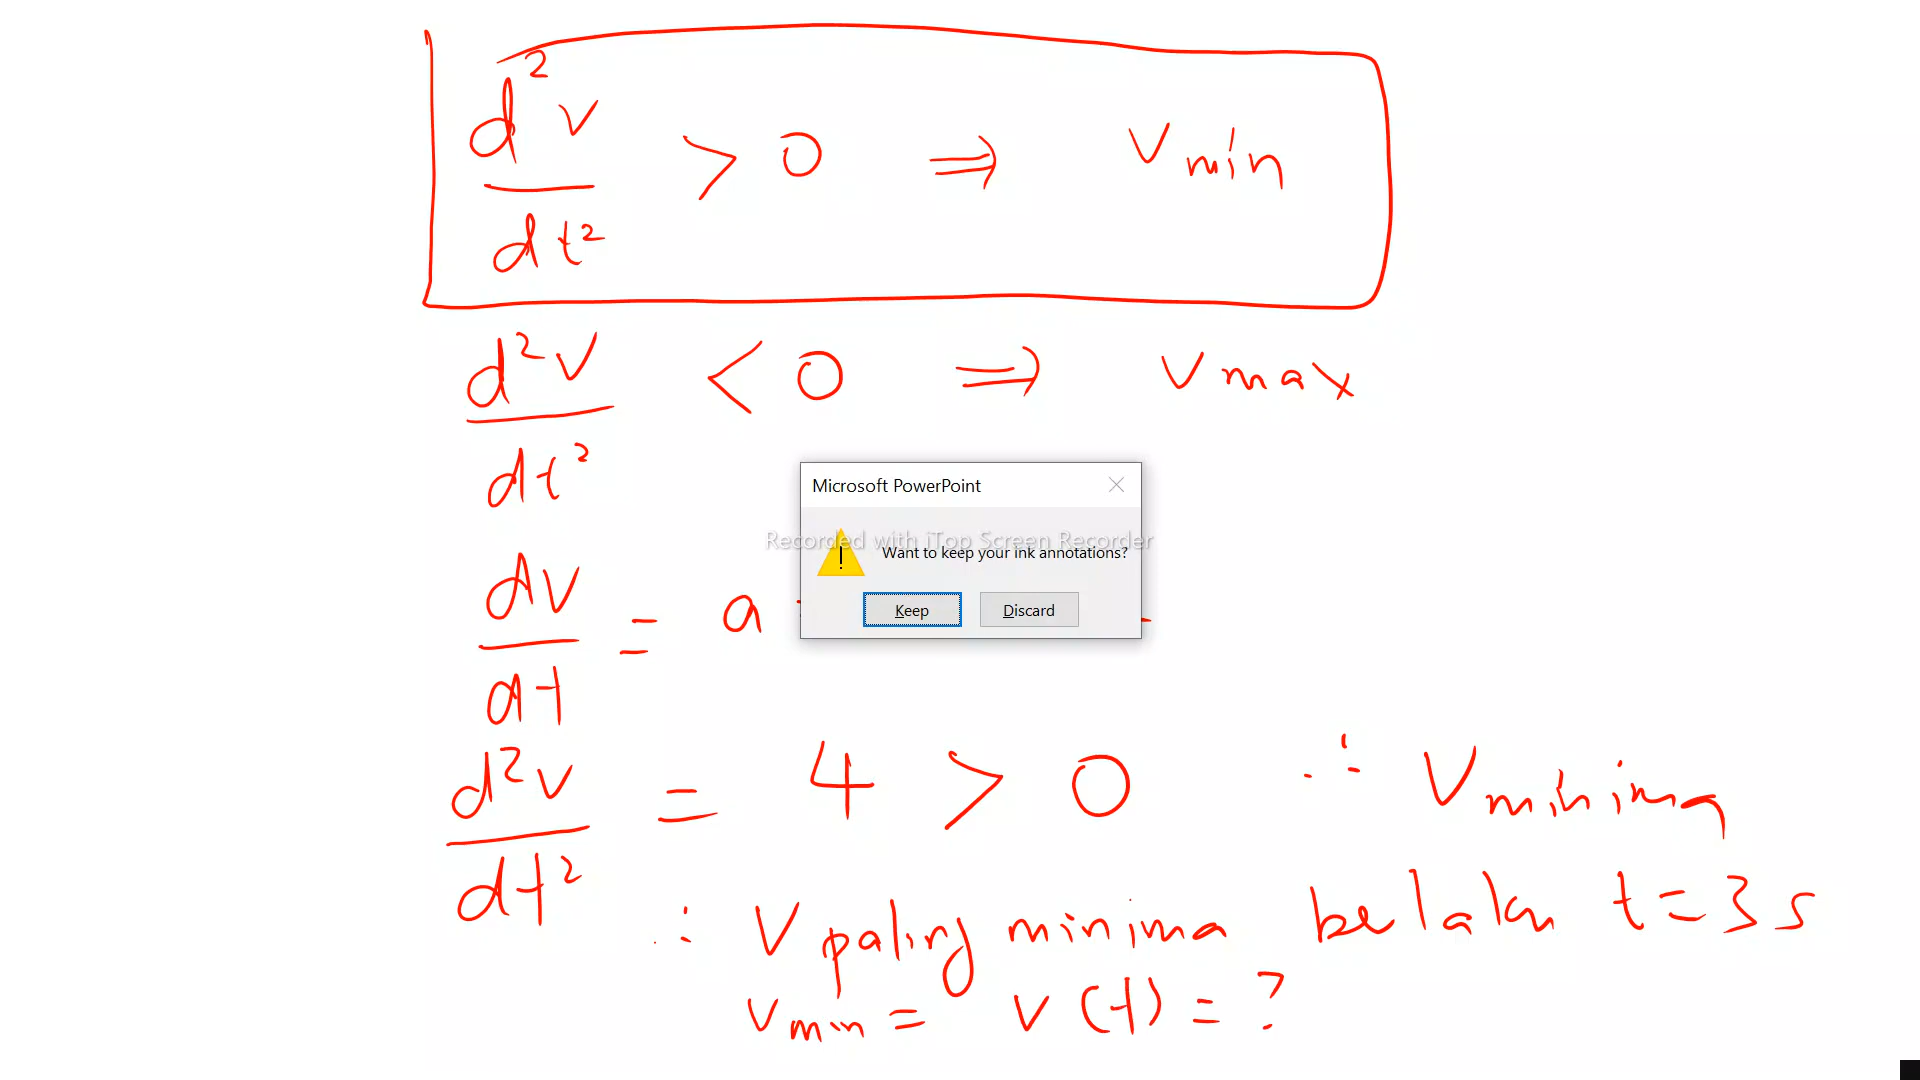 d²v/dt² > 0 ⇒ v min
d²v/dt² < 0 ⇒ v max
Microsoft PowerPoint
Recorded with iTop Screen Recorder
Want to keep your ink annotations?
Keep Discard
dv/dt = a
d²v/dt² = 4 > 0 ∴ V minima
∴ V paling minima belaku t = 3 s
v min = v(t) = ?